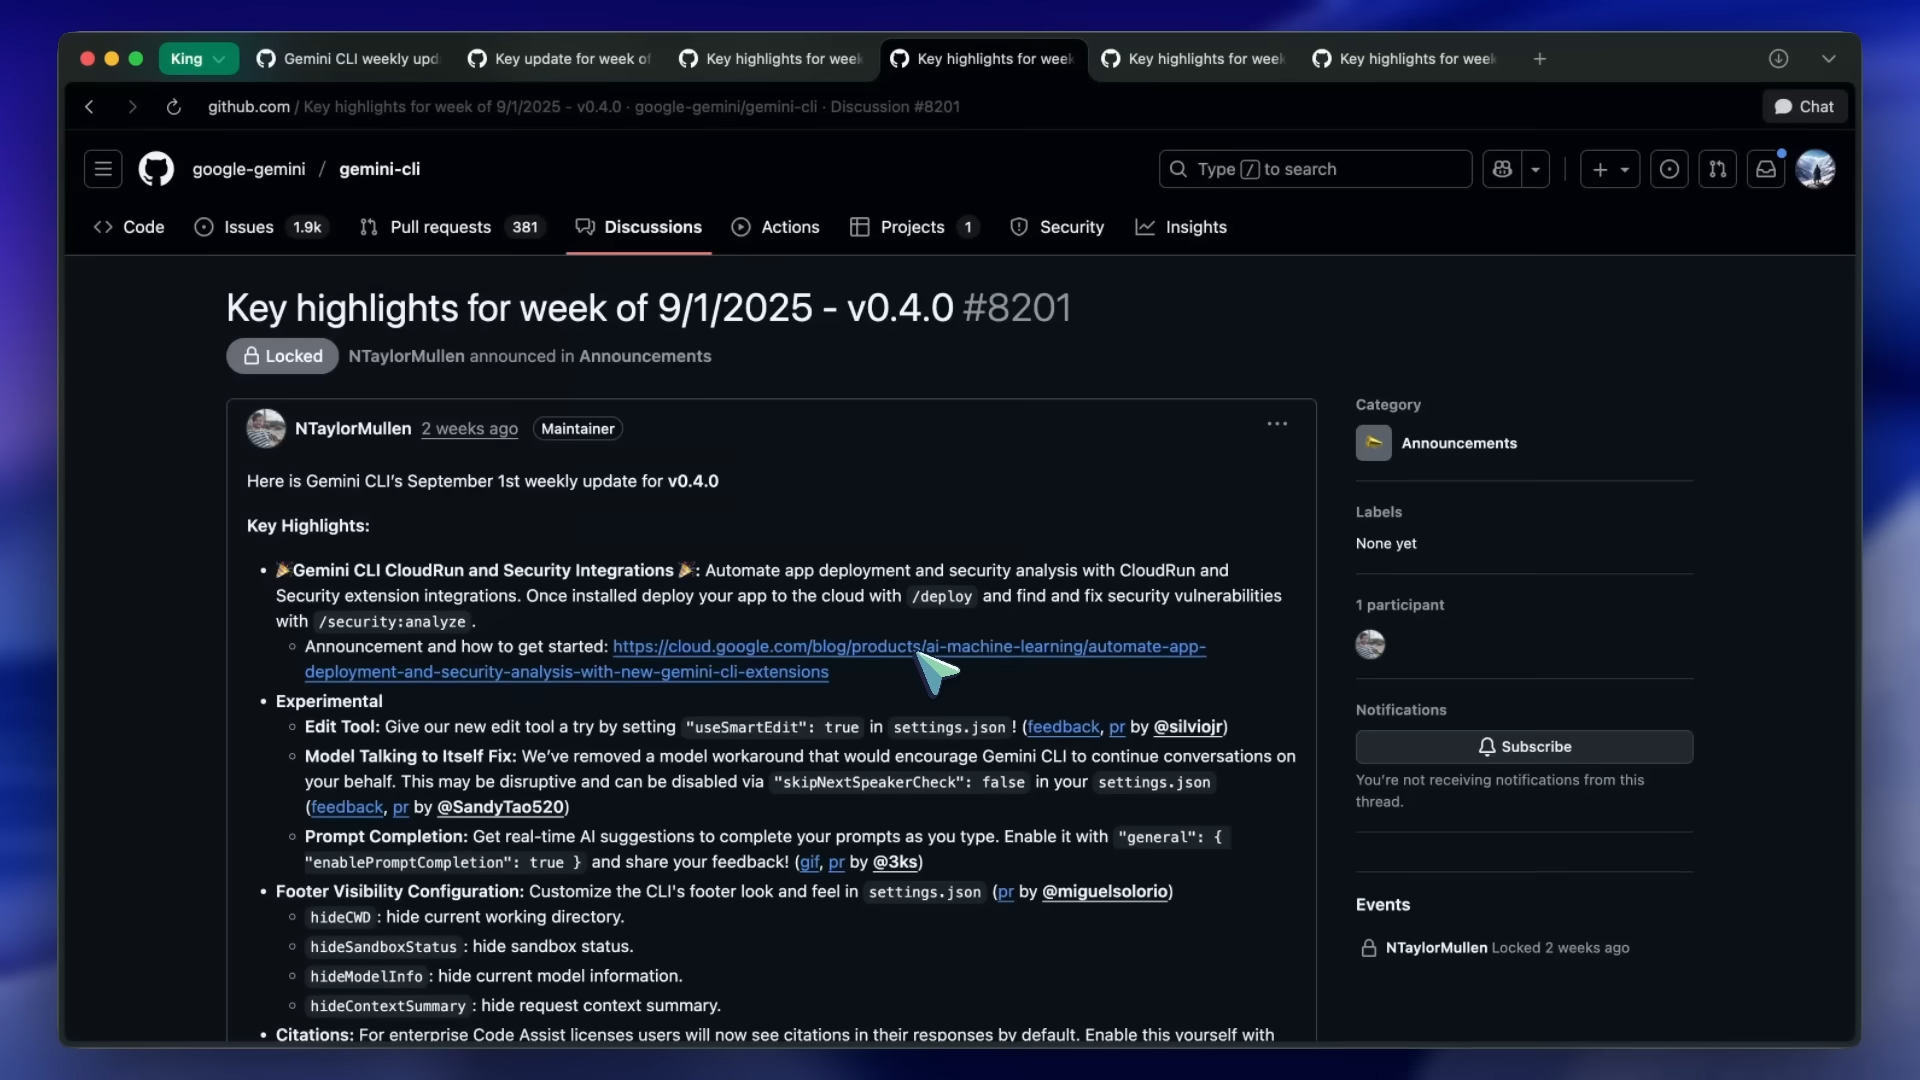 King
Gemini CLI weekly upd
Key update for week of
Key highlights for week
Key highlights for week
Key highlights for week
Key highlights for week
github.com / Key highlights for week of 9/1/2025 - v0.4.0 · google-gemini/gemini-cli · Discussion #8201
Chat
google-gemini / gemini-cli
Type / to search
Code
Issues 1.9k
Pull requests 381
Discussions
Actions
Projects 1
Security
Insights
Key highlights for week of 9/1/2025 - v0.4.0 #8201
Locked NTaylorMullen announced in Announcements
NTaylorMullen 2 weeks ago Maintainer
Here is Gemini CLI's September 1st weekly update for v0.4.0
Key Highlights:
• 🎉Gemini CLI CloudRun and Security Integrations 🎉: Automate app deployment and security analysis with CloudRun and
Security extension integrations. Once installed deploy your app to the cloud with /deploy and find and fix security vulnerabilities
with /security:analyze .
◦ Announcement and how to get started: https://cloud.google.com/blog/products/ai-machine-learning/automate-app-
deployment-and-security-analysis-with-new-gemini-cli-extensions
• Experimental
◦ Edit Tool: Give our new edit tool a try by setting "useSmartEdit": true in settings.json ! (feedback, pr by @silviojr)
◦ Model Talking to Itself Fix: We've removed a model workaround that would encourage Gemini CLI to continue conversations on
your behalf. This may be disruptive and can be disabled via "skipNextSpeakerCheck": false in your settings.json
(feedback, pr by @SandyTao520)
◦ Prompt Completion: Get real-time AI suggestions to complete your prompts as you type. Enable it with "general": {
"enablePromptCompletion": true } and share your feedback! (gif, pr by @3ks)
• Footer Visibility Configuration: Customize the CLI's footer look and feel in settings.json (pr by @miguelsolorio)
◦ hideCWD : hide current working directory.
◦ hideSandboxStatus : hide sandbox status.
◦ hideModelInfo : hide current model information.
◦ hideContextSummary : hide request context summary.
• Citations: For enterprise Code Assist licenses users will now see citations in their responses by default. Enable this yourself with
Category
Announcements
Labels
None yet
1 participant
Notifications
Subscribe
You're not receiving notifications from this
thread.
Events
NTaylorMullen Locked 2 weeks ago